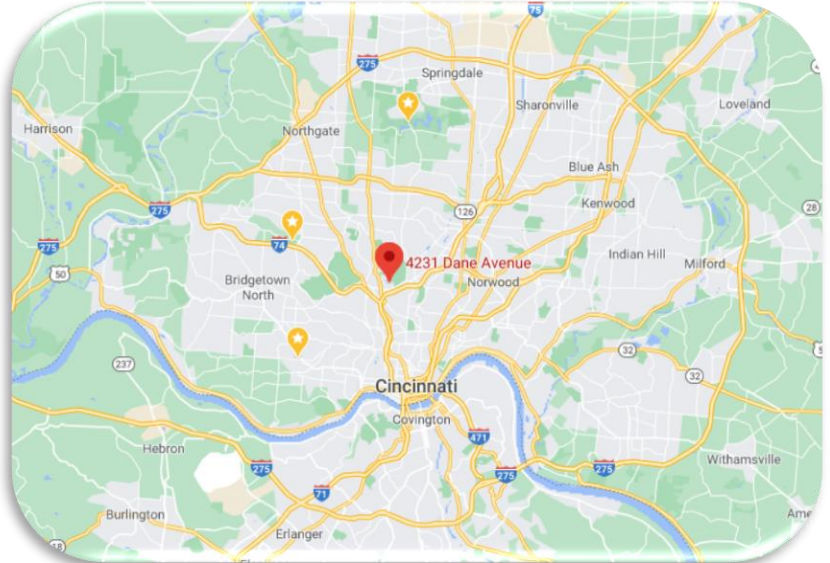 75
275
Springdale
Sharonville
Loveland
Harrison
Northgate
Blue Ash
Kenwood
275
126
28
275
74
4231 Dane Avenue
Indian Hill
Milford
50
Bridgetown
North
Norwood
32
237
32
Cincinnati
Covington
471
Hebron
275
275
275
Withamsville
71
Burlington
Erlanger
18